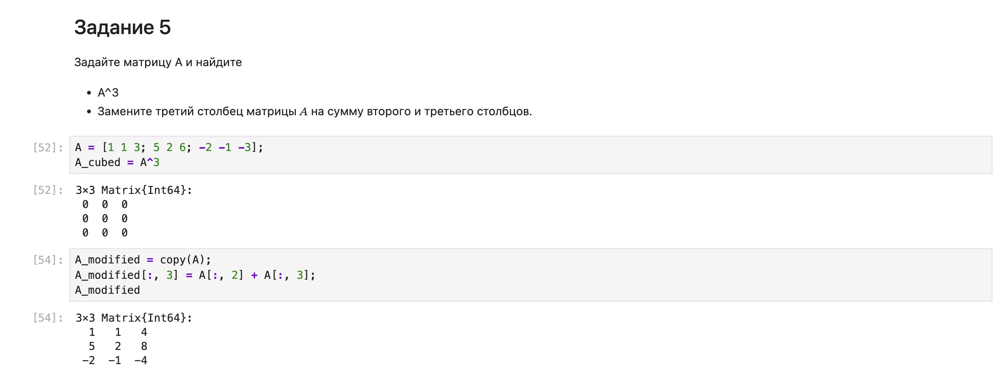 Задание 5
Задайте матрицу A и найдите
• A^3
• Замените третий столбец матрицы A на сумму второго и третьего столбцов.
[52]: A = [1 1 3; 5 2 6; −2 −1 −3];
A_cubed = A^3
[52]: 3×3 Matrix{Int64}:
0 0 0
0 0 0
0 0 0
[54]: A_modified = copy(A);
A_modified[:, 3] = A[:, 2] + A[:, 3];
A_modified
[54]: 3×3 Matrix{Int64}:
1 1 4
5 2 8
−2 −1 −4